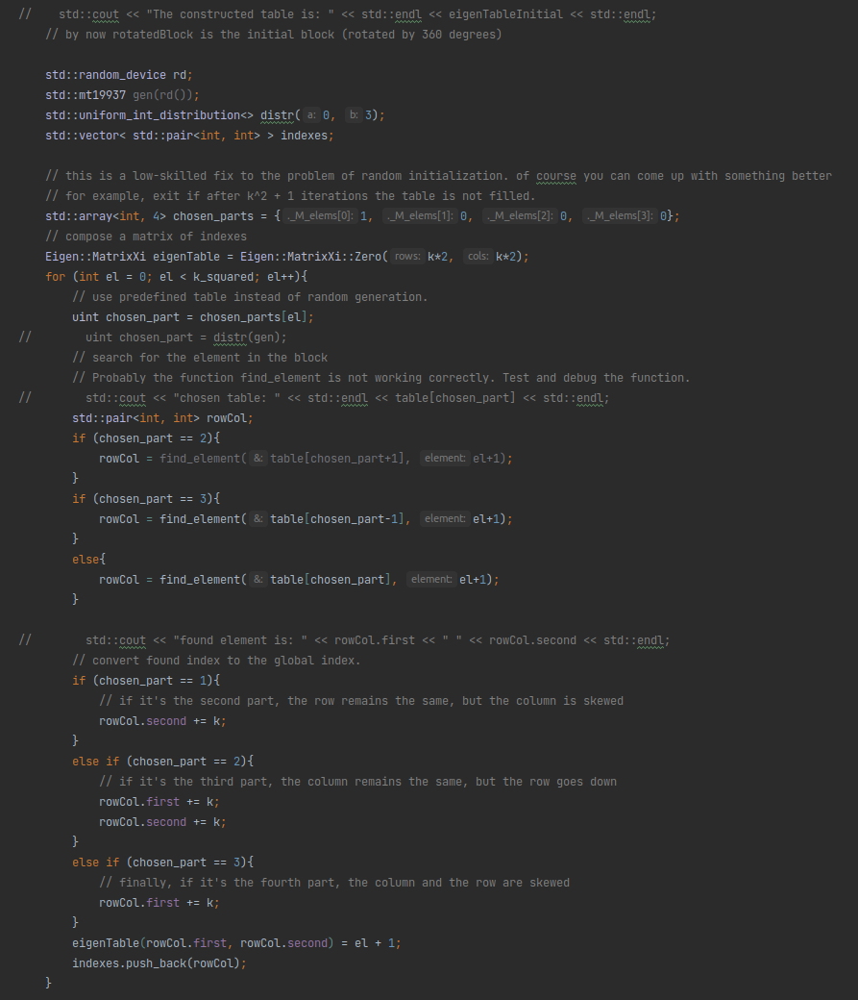 //    std::cout << "The constructed table is: " << std::endl << eigenTableInitial << std::endl;
// by now rotatedBlock is the initial block (rotated by 360 degrees)
std::random_device rd;
std::mt19937 gen(rd());
std::uniform_int_distribution<> distr( a: 0, b: 3);
std::vector< std::pair<int, int> > indexes;
// this is a low-skilled fix to the problem of random initialization. of course you can come up with something better
// for example, exit if after k^2 + 1 iterations the table is not filled.
std::array<int, 4> chosen_parts = { ._M_elems[0]: 1, ._M_elems[1]: 0, ._M_elems[2]: 0, ._M_elems[3]: 0};
// compose a matrix of indexes
Eigen::MatrixXi eigenTable = Eigen::MatrixXi::Zero( rows: k*2, cols: k*2);
for (int el = 0; el < k_squared; el++){
// use predefined table instead of random generation.
uint chosen_part = chosen_parts[el];
//        uint chosen_part = distr(gen);
// search for the element in the block
// Probably the function find_element is not working correctly. Test and debug the function.
//        std::cout << "chosen table: " << std::endl << table[chosen_part] << std::endl;
std::pair<int, int> rowCol;
if (chosen_part == 2){
rowCol = find_element( &: table[chosen_part+1], element: el+1);
}
if (chosen_part == 3){
rowCol = find_element( &: table[chosen_part-1], element: el+1);
}
else{
rowCol = find_element( &: table[chosen_part], element: el+1);
}
//        std::cout << "found element is: " << rowCol.first << " " << rowCol.second << std::endl;
// convert found index to the global index.
if (chosen_part == 1){
// if it's the second part, the row remains the same, but the column is skewed
rowCol.second += k;
}
else if (chosen_part == 2){
// if it's the third part, the column remains the same, but the row goes down
rowCol.first += k;
rowCol.second += k;
}
else if (chosen_part == 3){
// finally, if it's the fourth part, the column and the row are skewed
rowCol.first += k;
}
eigenTable(rowCol.first, rowCol.second) = el + 1;
indexes.push_back(rowCol);
}